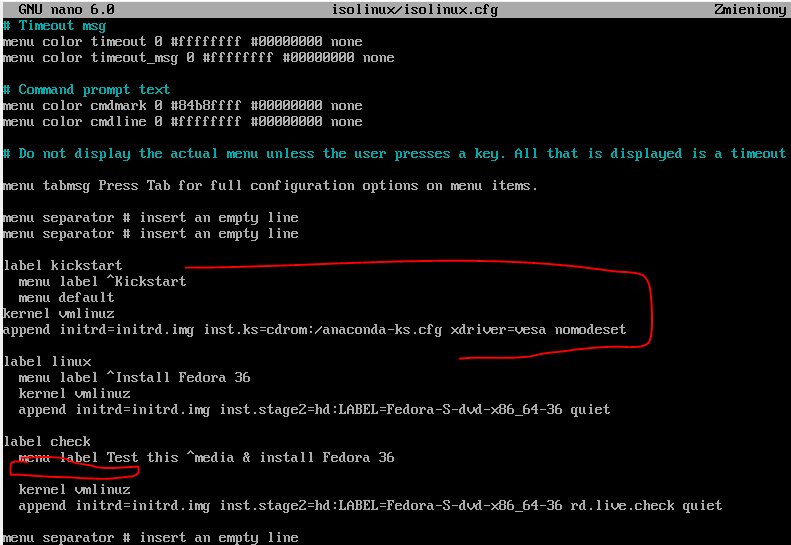 GNU nano 6.0 isolinux/isolinux.cfg Zmieniony
# Timeout msg
menu color timeout 0 #ffffffff #00000000 none
menu color timeout_msg 0 #ffffffff #00000000 none
# Command prompt text
menu color cmdmark 0 #84b8ffff #00000000 none
menu color cmdline 0 #ffffffff #00000000 none
# Do not display the actual menu unless the user presses a key. All that is displayed is a timeout
menu tabmsg Press Tab for full configuration options on menu items.
menu separator # insert an empty line
menu separator # insert an empty line
label kickstart
menu label ^Kickstart
menu default
kernel vmlinuz
append initrd=initrd.img inst.ks=cdrom:/anaconda-ks.cfg xdriver=vesa nomodeset
label linux
menu label ^Install Fedora 36
kernel vmlinuz
append initrd=initrd.img inst.stage2=hd:LABEL=Fedora-S-dvd-x86_64-36 quiet
label check
menu label Test this ^media & install Fedora 36
kernel vmlinuz
append initrd=initrd.img inst.stage2=hd:LABEL=Fedora-S-dvd-x86_64-36 rd.live.check quiet
menu separator # insert an empty line